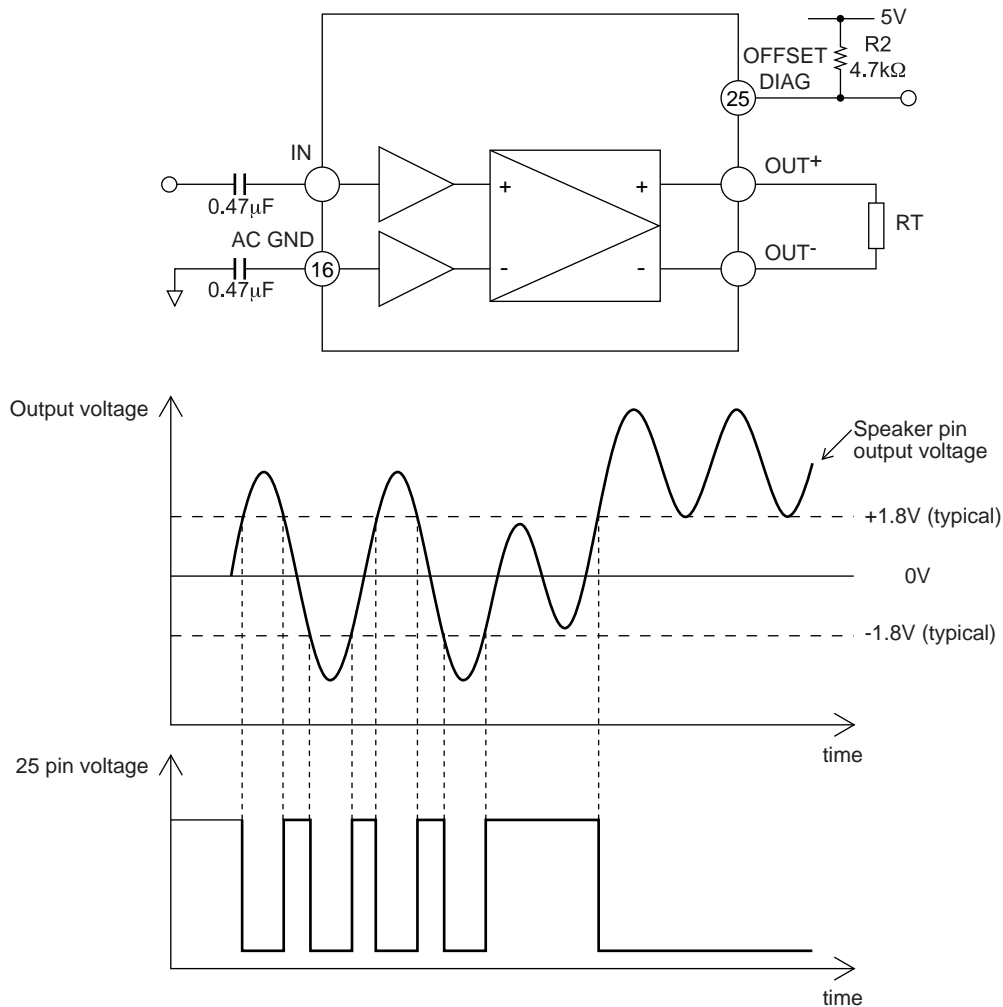 5V
OFFSET
DIAG
R2
4.7kΩ
25
IN
OUT+
+ +
0.47µF
RT
AC GND
OUT-
16
- -
0.47µF
Output voltage
Speaker pin
output voltage
+1.8V (typical)
0V
-1.8V (typical)
time
25 pin voltage
time